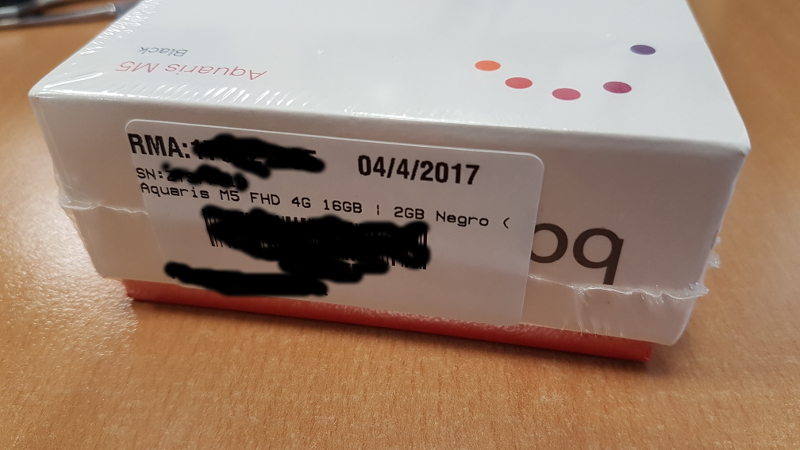 Aquaris M5
Black
RMA:
04/4/2017
SN:
Aquaris M5 FHD 4G 16GB | 2GB Negro (
bq